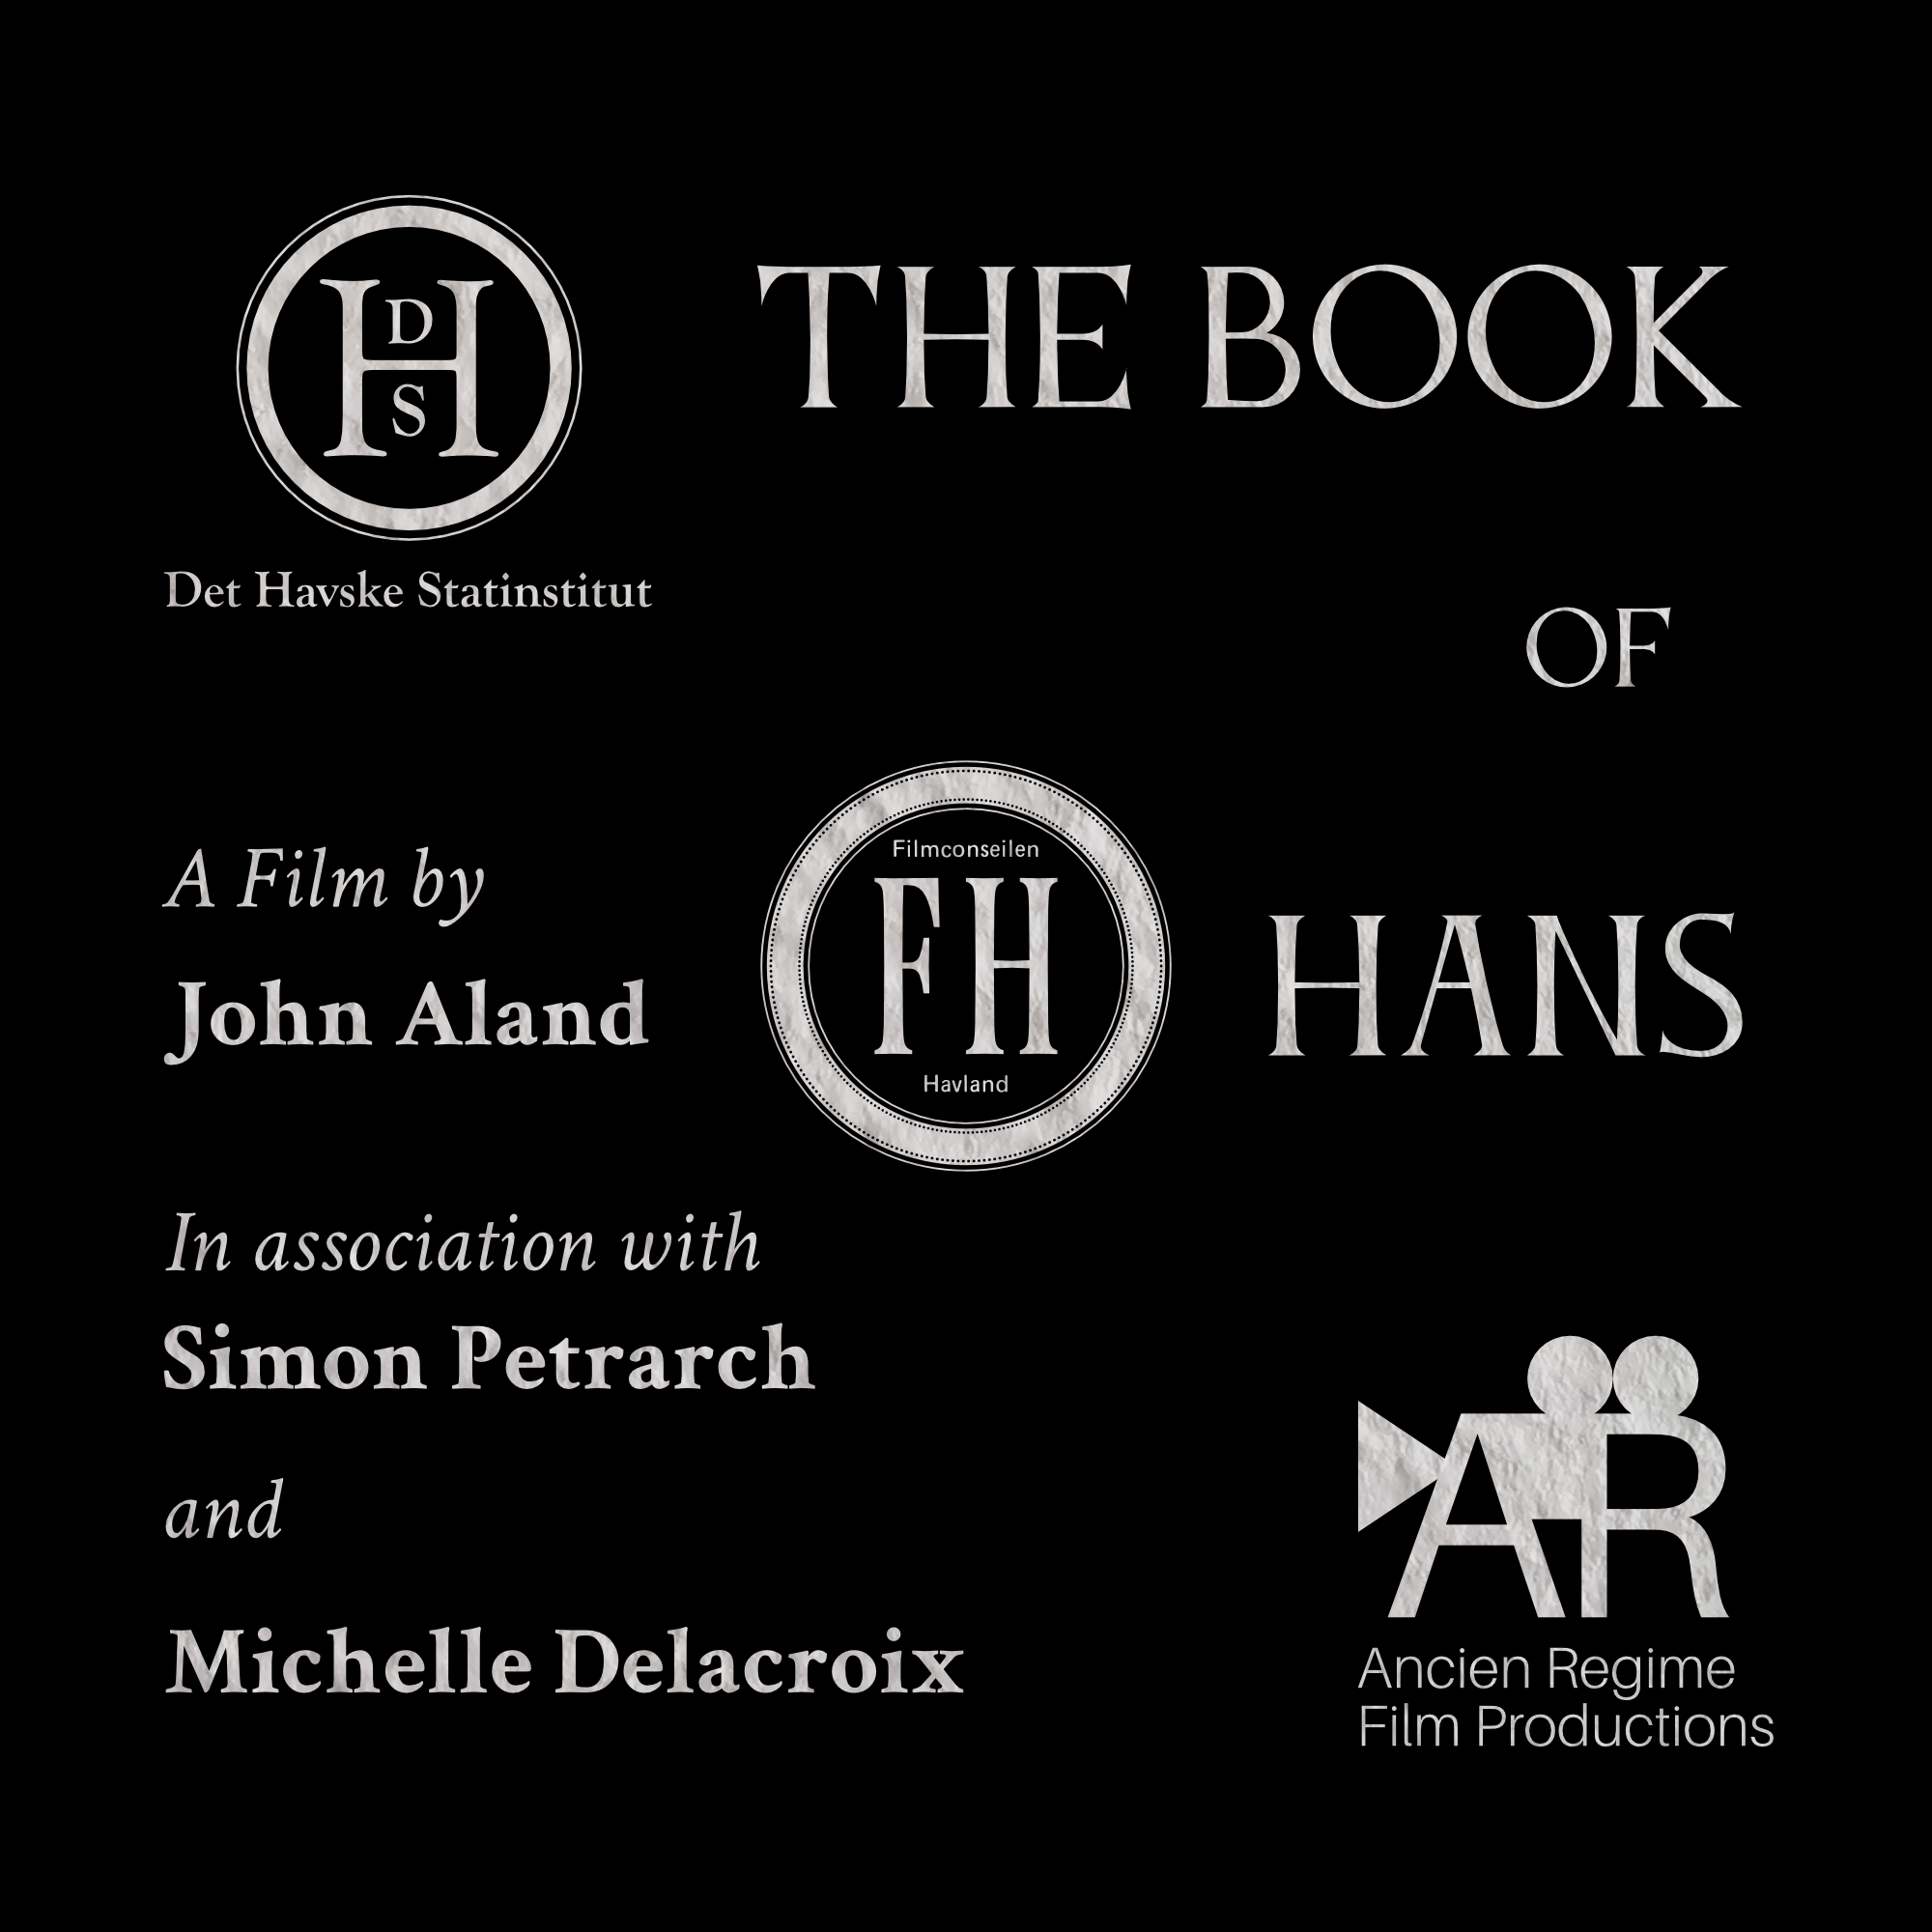 D
H
S
Det Havske Statinstitut
THE BOOK
OF
HANS
A Film by
John Aland
Filmconseilen
FH
Havland
In association with
Simon Petrarch
and
Michelle Delacroix
AR
Ancien Regime
Film Productions